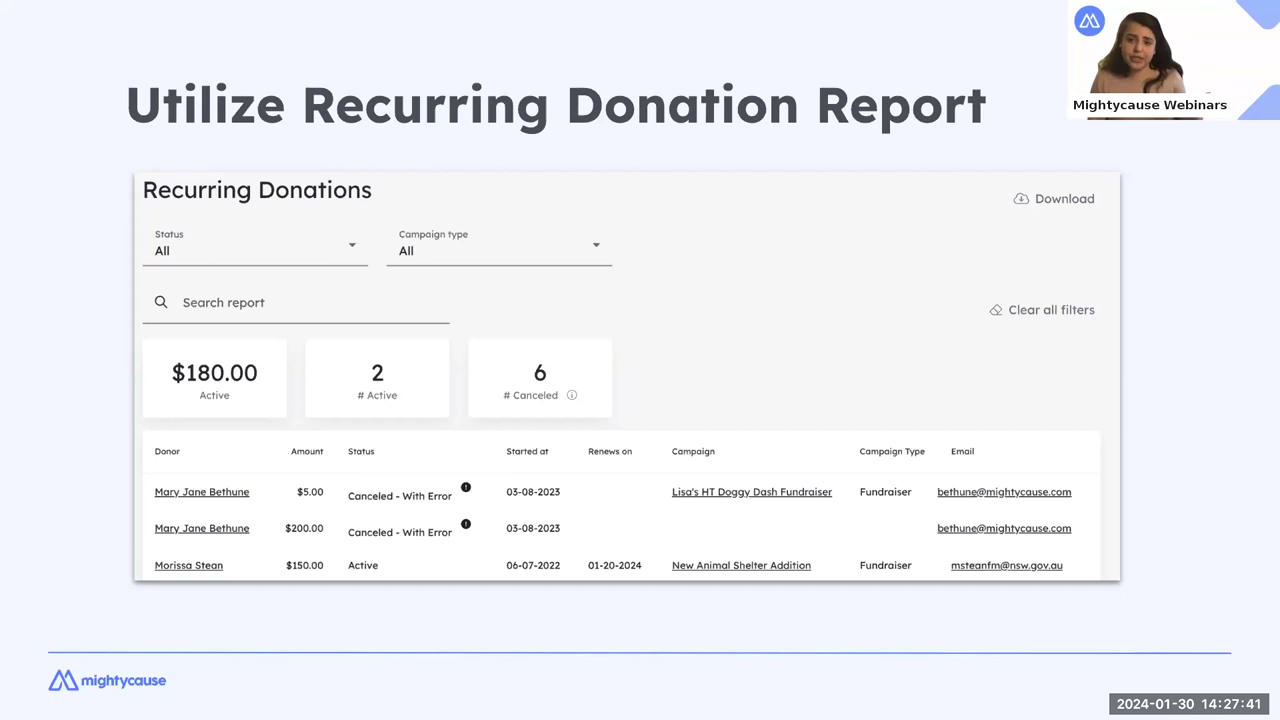 Utilize Recurring Donation Report
Mightycause Webinars
Recurring Donations
Download
Status
All
Campaign type
All
Search report
Clear all filters
$180.00
Active
2
# Active
6
# Canceled
Donor Amount Status Started at Renews on Campaign Campaign Type Email
Mary Jane Bethune $5.00 Canceled - With Error 03-08-2023 Lisa's HT Doggy Dash Fundraiser Fundraiser bethune@mightycause.com
Mary Jane Bethune $200.00 Canceled - With Error 03-08-2023 bethune@mightycause.com
Morissa Stean $150.00 Active 06-07-2022 01-20-2024 New Animal Shelter Addition Fundraiser msteanfm@nsw.gov.au
mightycause
2024-01-30 14:27:41